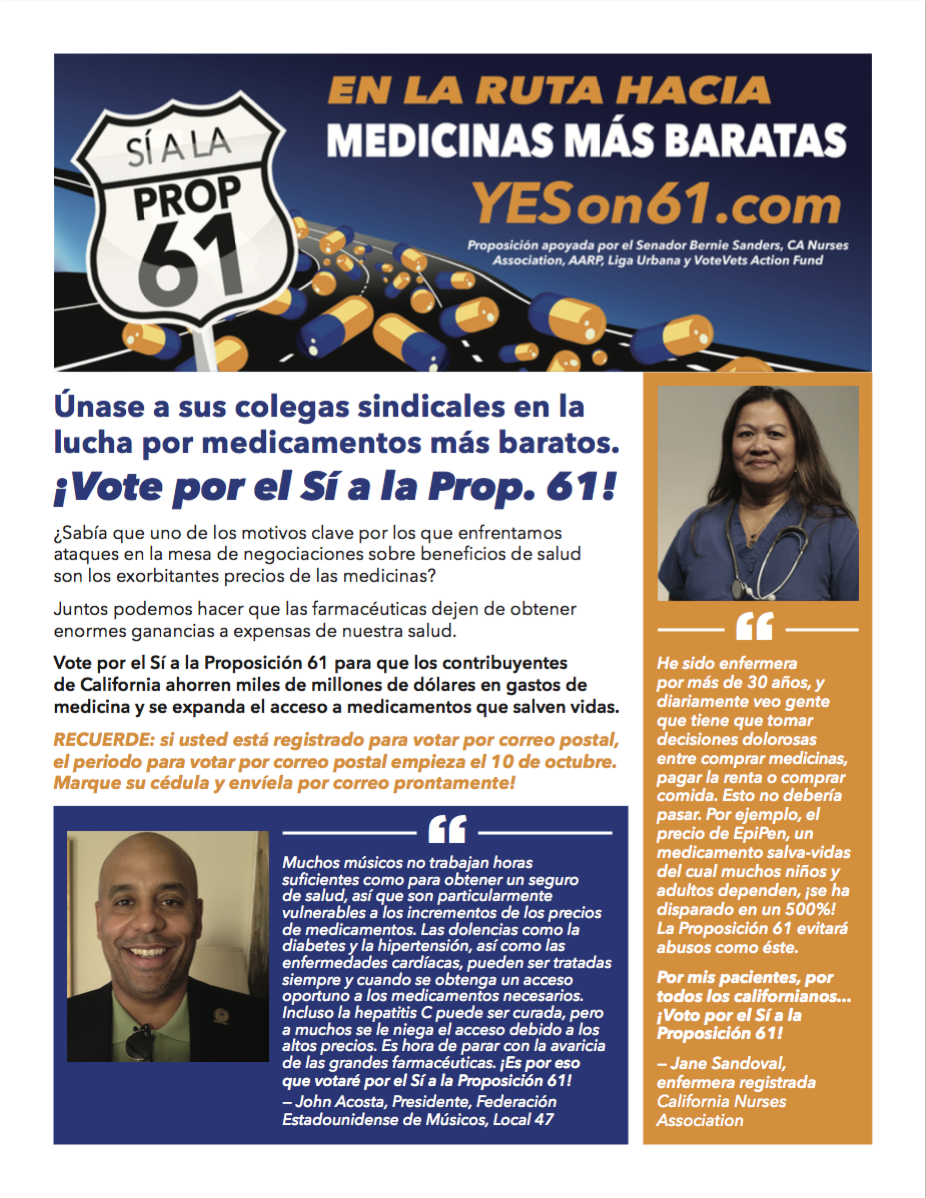 SÍ A LA
PROP
61
EN LA RUTA HACIA
MEDICINAS MÁS BARATAS
YESon61.com
Proposición apoyada por el Senador Bernie Sanders, CA Nurses
Association, AARP, Liga Urbana y VoteVets Action Fund
Únase a sus colegas sindicales en la
lucha por medicamentos más baratos.
¡Vote por el Sí a la Prop. 61!
¿Sabía que uno de los motivos clave por los que enfrentamos
ataques en la mesa de negociaciones sobre beneficios de salud
son los exorbitantes precios de las medicinas?
Juntos podemos hacer que las farmacéuticas dejen de obtener
enormes ganancias a expensas de nuestra salud.
Vote por el Sí a la Proposición 61 para que los contribuyentes
de California ahorren miles de millones de dólares en gastos de
medicina y se expanda el acceso a medicamentos que salven vidas.
RECUERDE: si usted está registrado para votar por correo postal,
el periodo para votar por correo postal empieza el 10 de octubre.
Marque su cédula y envíela por correo prontamente!
“
Muchos músicos no trabajan horas
suficientes como para obtener un seguro
de salud, así que son particularmente
vulnerables a los incrementos de los precios
de medicamentos. Las dolencias como la
diabetes y la hipertensión, así como las
enfermedades cardíacas, pueden ser tratadas
siempre y cuando se obtenga un acceso
oportuno a los medicamentos necesarios.
Incluso la hepatitis C puede ser curada, pero
a muchos se le niega el acceso debido a los
altos precios. Es hora de parar con la avaricia
de las grandes farmacéuticas. ¡Es por eso
que votaré por el Sí a la Proposición 61!
– John Acosta, Presidente, Federación
Estadounidense de Músicos, Local 47
“
He sido enfermera
por más de 30 años, y
diariamente veo gente
que tiene que tomar
decisiones dolorosas
entre comprar medicinas,
pagar la renta o comprar
comida. Esto no debería
pasar. Por ejemplo, el
precio de EpiPen, un
medicamento salva-vidas
del cual muchos niños y
adultos dependen, ¡se ha
disparado en un 500%!
La Proposición 61 evitará
abusos como éste.
Por mis pacientes, por
todos los californianos...
¡Voto por el Sí a la
Proposición 61!
– Jane Sandoval,
enfermera registrada
California Nurses
Association